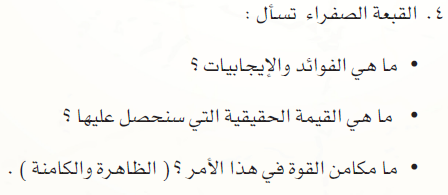 ٤. القبعة الصفراء تسأل :
• ما هي الفوائد والإيجابيات ؟
• ما هي القيمة الحقيقية التي سنحصل عليها ؟
• ما مكامن القوة في هذا الأمر ؟ ( الظاهرة والكامنة ) .